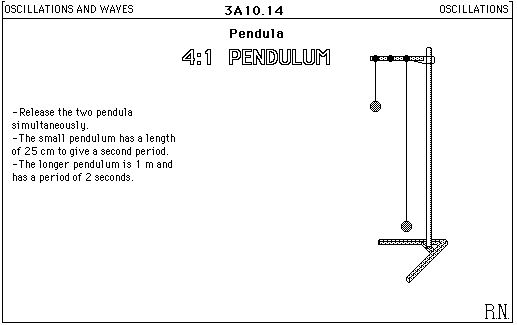 OSCILLATIONS AND WAVES
3A10.14
OSCILLATIONS
Pendula
4:1 PENDULUM
-Release the two pendula
simultaneously.
-The small pendulum has a length
of 25 cm to give a second period.
-The longer pendulum is 1 m and
has a period of 2 seconds.
R.N.